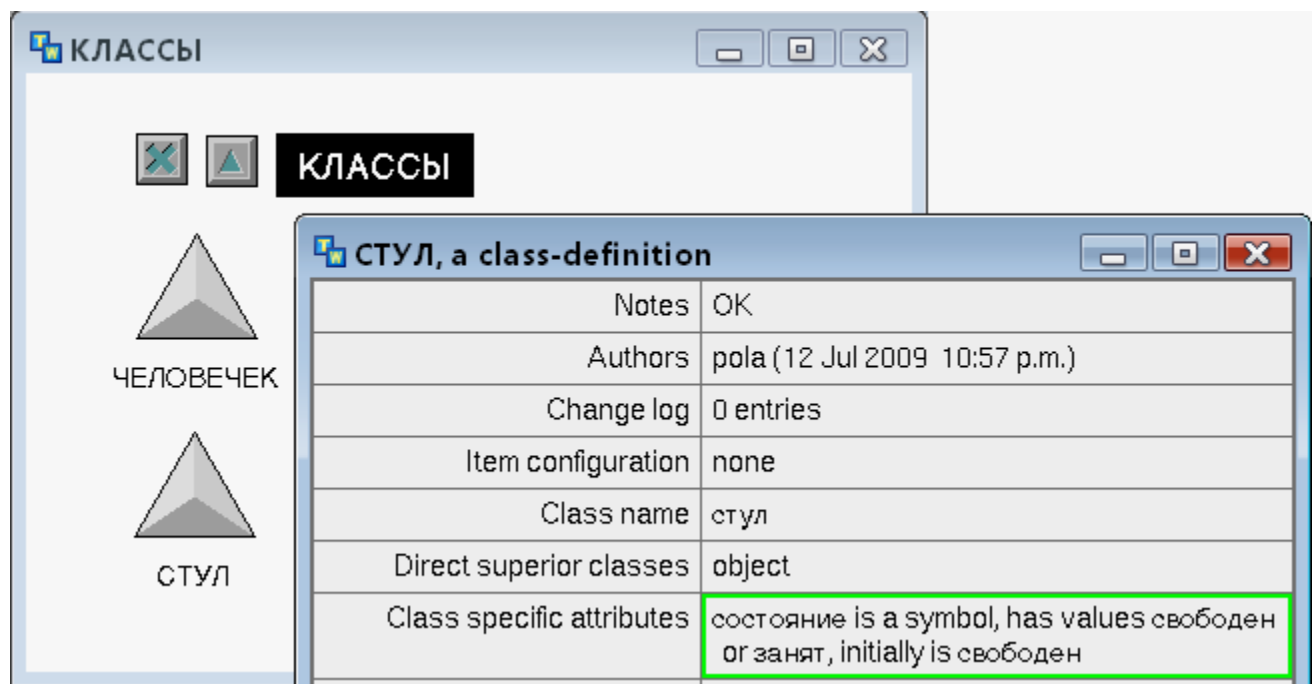 КЛАССЫ
КЛАССЫ
ЧЕЛОВЕЧЕК
СТУЛ
СТУЛ, a class-definition
Notes OK
Authors pola (12 Jul 2009 10:57 p.m.)
Change log 0 entries
Item configuration none
Class name стул
Direct superior classes object
Class specific attributes состояние is a symbol, has values свободен
or занят, initially is свободен